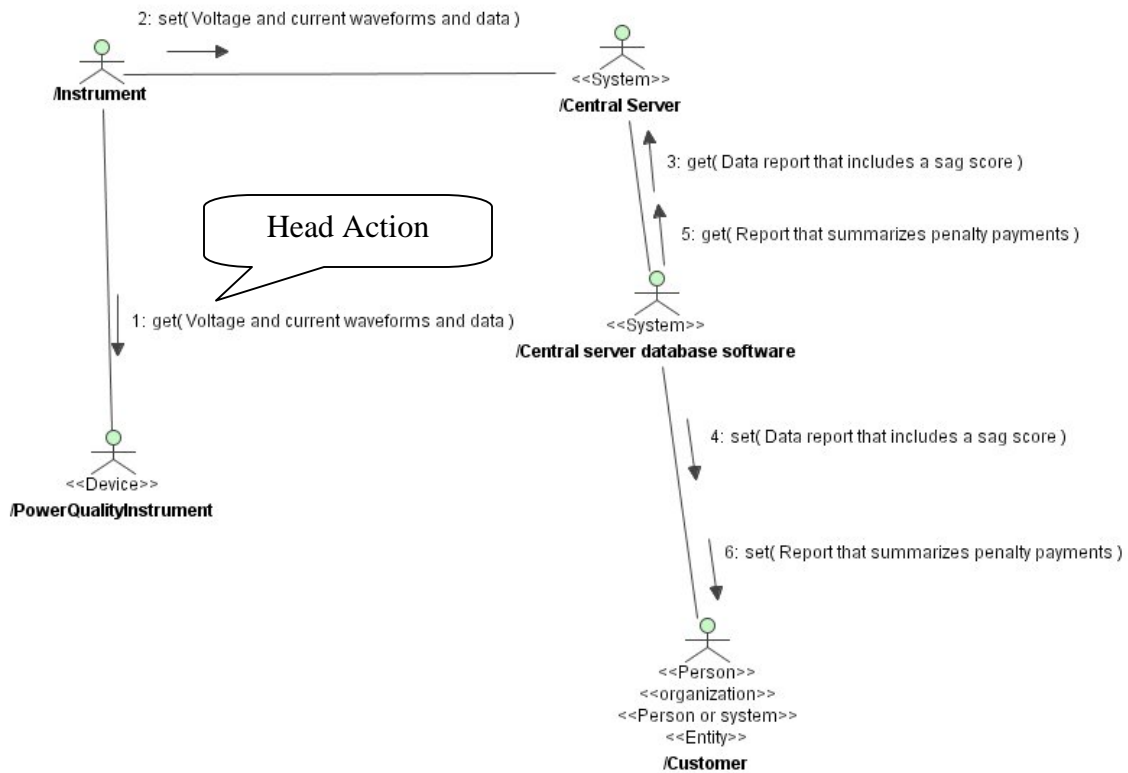 2: set( Voltage and current waveforms and data )
/Instrument
<<System>>
/Central Server
3: get( Data report that includes a sag score )
Head Action
5: get( Report that summarizes penalty payments )
1: get( Voltage and current waveforms and data )
<<System>>
/Central server database software
4: set( Data report that includes a sag score )
<<Device>>
/PowerQualityInstrument
6: set( Report that summarizes penalty payments )
<<Person>>
<<organization>>
<<Person or system>>
<<Entity>>
/Customer